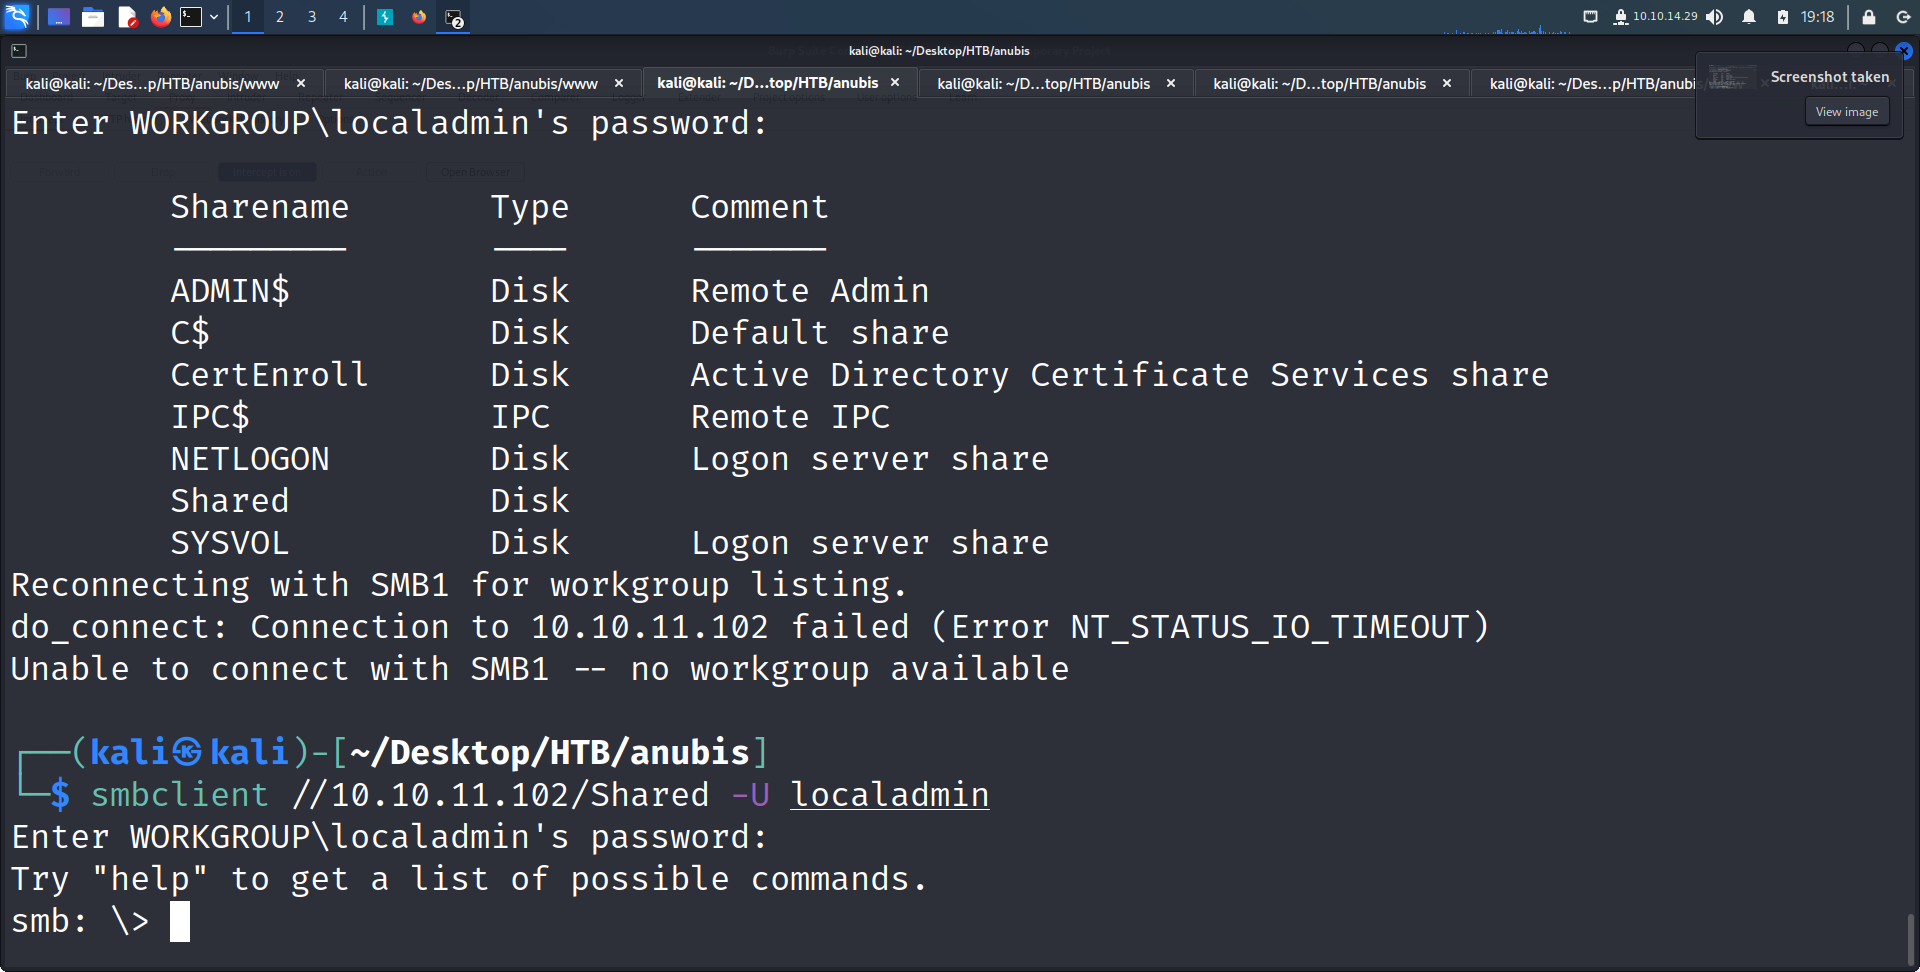 1 2 3 4 2 10.10.14.29 19:18
kali@kali: ~/Desktop/HTB/anubis
kali@kali: ~/Des...p/HTB/anubis/www × kali@kali: ~/Des...p/HTB/anubis/www × kali@kali: ~/D...top/HTB/anubis × kali@kali: ~/D...top/HTB/anubis × kali@kali: ~/D...top/HTB/anubis × kali@kali: ~/Des...p/HTB/anubis
Screenshot taken
View image
Enter WORKGROUP\localadmin's password:
Open Browser
Sharename Type Comment
--------- ---- -------
ADMIN$ Disk Remote Admin
C$ Disk Default share
CertEnroll Disk Active Directory Certificate Services share
IPC$ IPC Remote IPC
NETLOGON Disk Logon server share
Shared Disk
SYSVOL Disk Logon server share
Reconnecting with SMB1 for workgroup listing.
do_connect: Connection to 10.10.11.102 failed (Error NT_STATUS_IO_TIMEOUT)
Unable to connect with SMB1 -- no workgroup available
┌──(kali㉿kali)-[~/Desktop/HTB/anubis]
└─$ smbclient //10.10.11.102/Shared -U localadmin
Enter WORKGROUP\localadmin's password:
Try "help" to get a list of possible commands.
smb: \>